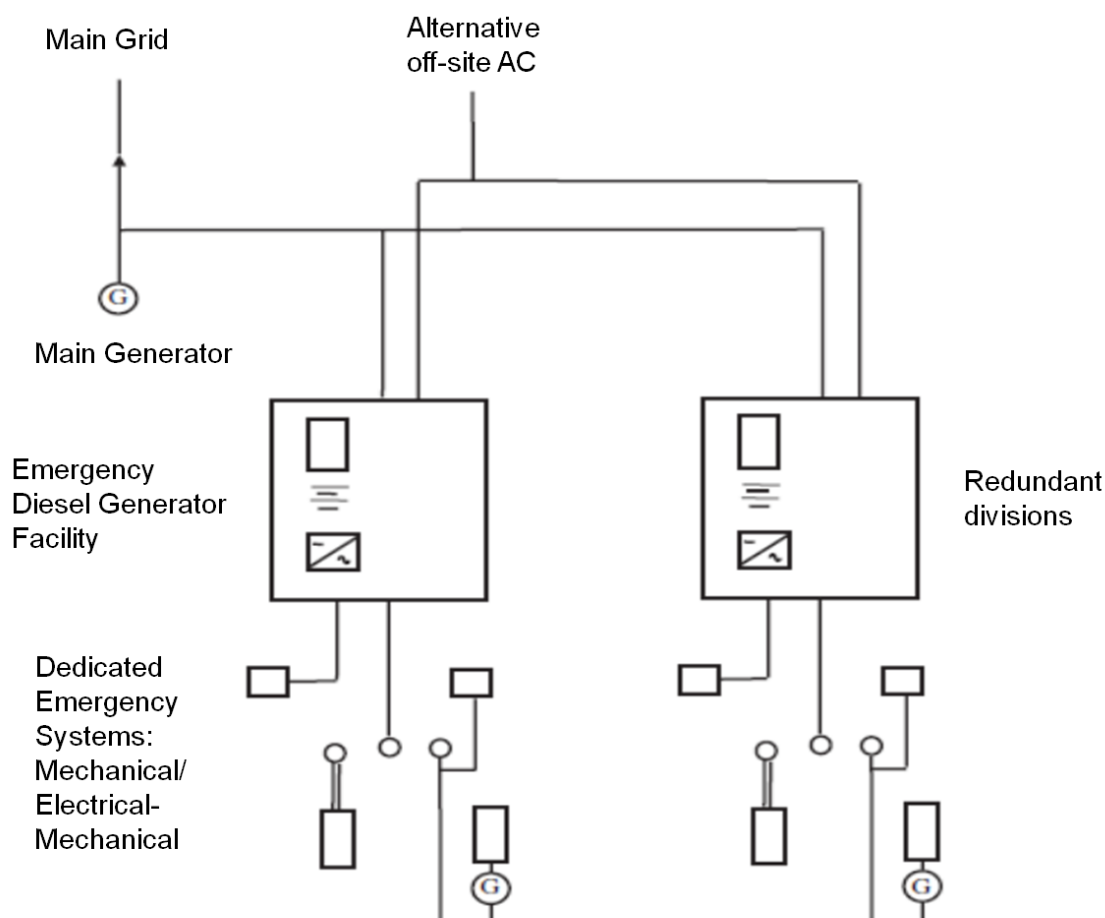 Main Grid
Alternative
off-site AC
G
Main Generator
Emergency
Diesel Generator
Facility
Redundant
divisions
Dedicated
Emergency
Systems:
Mechanical/
Electrical-
Mechanical
G
G